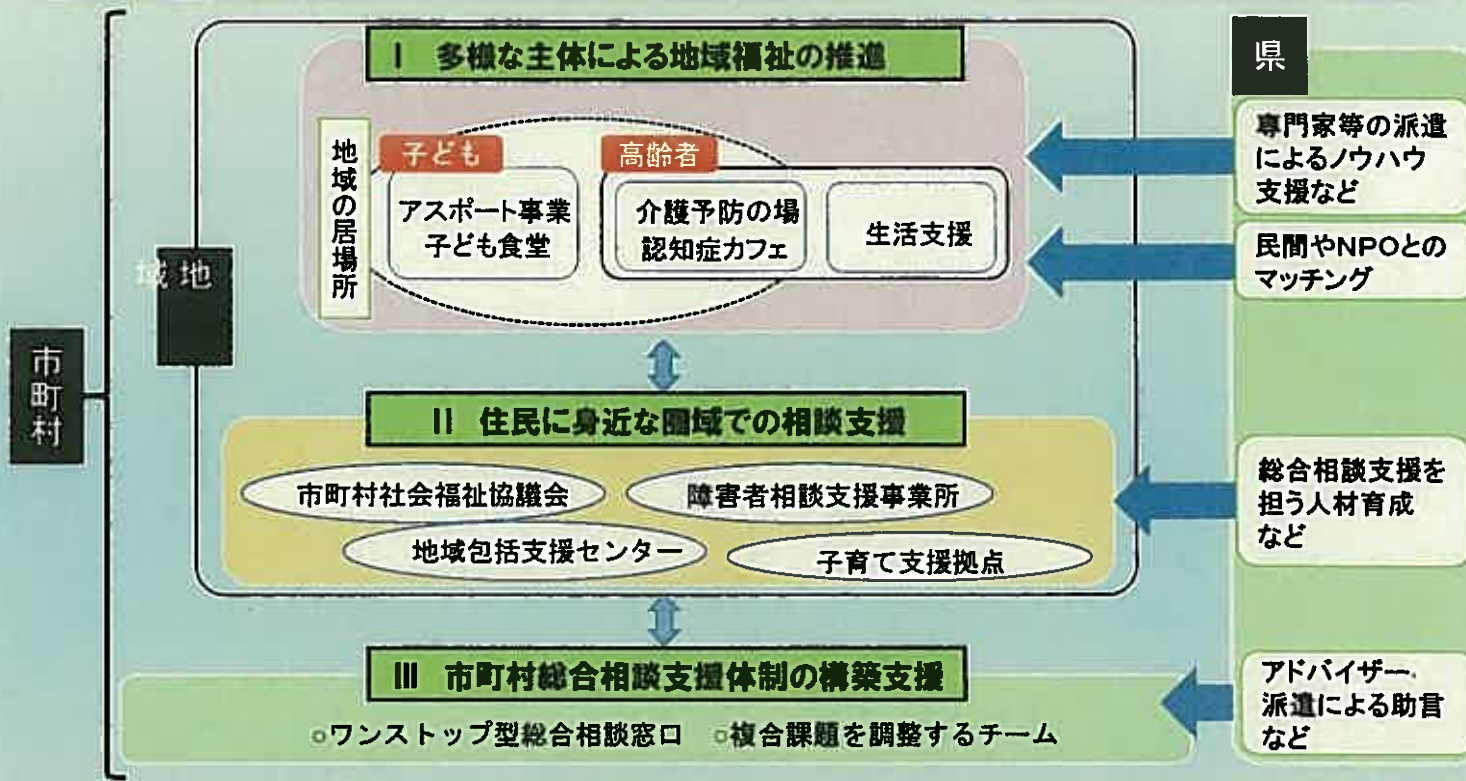 I 多様な主体による地域福祉の推進
県
地域の居場所
子ども
高齢者
アスポート事業
子ども食堂
介護予防の場
認知症カフェ
生活支援
専門家等の派遣
によるノウハウ
支援など
民間やNPOとの
マッチング
地域
市町村
II 住民に身近な圏域での相談支援
市町村社会福祉協議会
障害者相談支援事業所
地域包括支援センター
子育て支援拠点
総合相談支援を
担う人材育成
など
III 市町村総合相談支援体制の構築支援
○ワンストップ型総合相談窓口 ○複合課題を調整するチーム
アドバイザー
派遣による助言
など